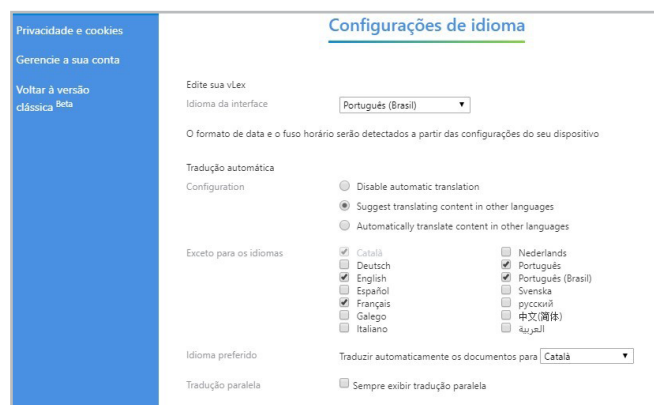 Privacidade e cookies
Gerencie a sua conta
Voltar à versão
clássica Beta
Configurações de idioma
Edite sua vLex
Idioma da interface
Português (Brasil)
O formato de data e o fuso horário serão detectados a partir das configurações do seu dispositivo
Tradução automática
Configuration
Disable automatic translation
Suggest translating content in other languages
Automatically translate content in other languages
Exceto para os idiomas
Català
Deutsch
English
Español
Français
Galego
Italiano
Nederlands
Português
Português (Brasil)
Svenska
русский
中文(简体)
العربية
Idioma preferido
Traduzir automaticamente os documentos para Català
Tradução paralela
Sempre exibir tradução paralela